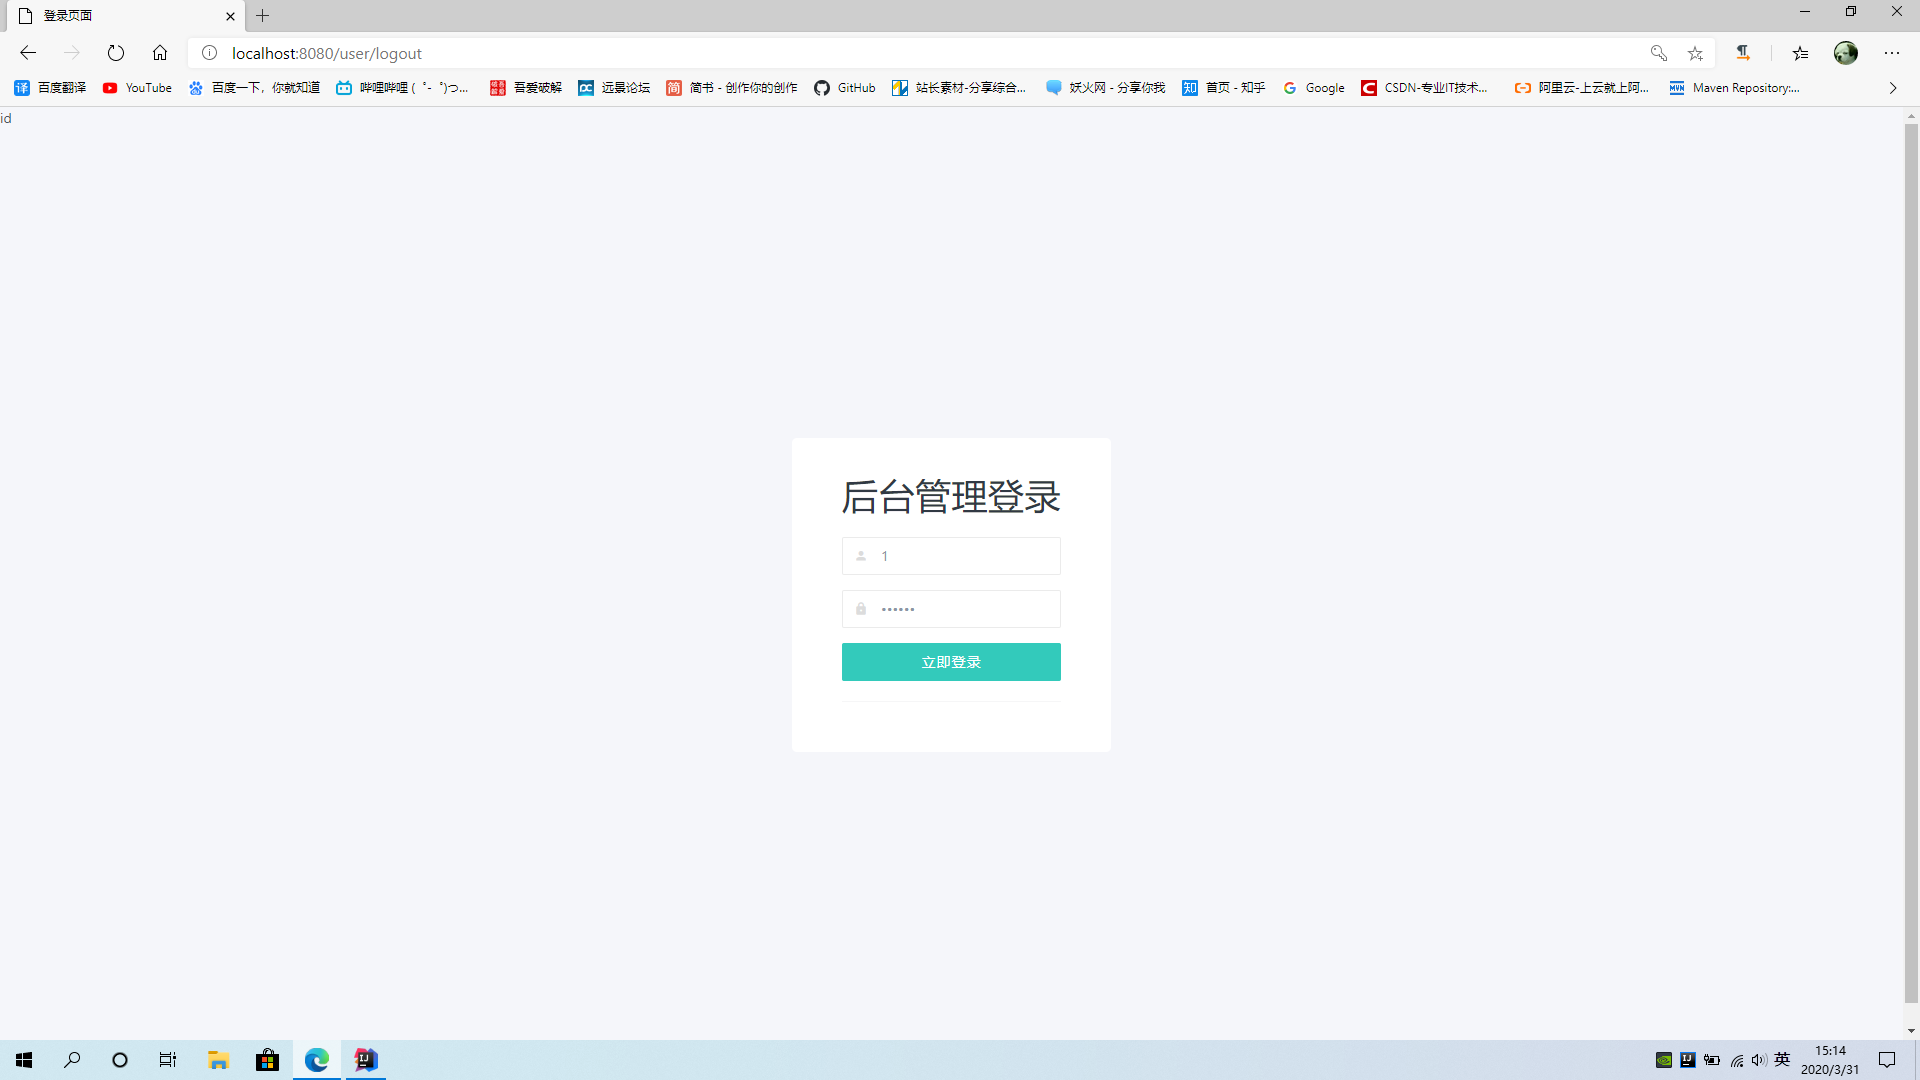 登录页面
localhost:8080/user/logout
百度翻译 YouTube 百度一下，你就知道 哔哩哔哩 ( ゜- ゜)つ... 吾爱破解 远景论坛 简书 - 创作你的创作 GitHub 站长素材-分享综合... 妖火网 - 分享你我 首页 - 知乎 Google CSDN-专业IT技术... 阿里云-上云就上阿... Maven Repository:...
id
后台管理登录
1
••••••
立即登录
英
15:14
2020/3/31